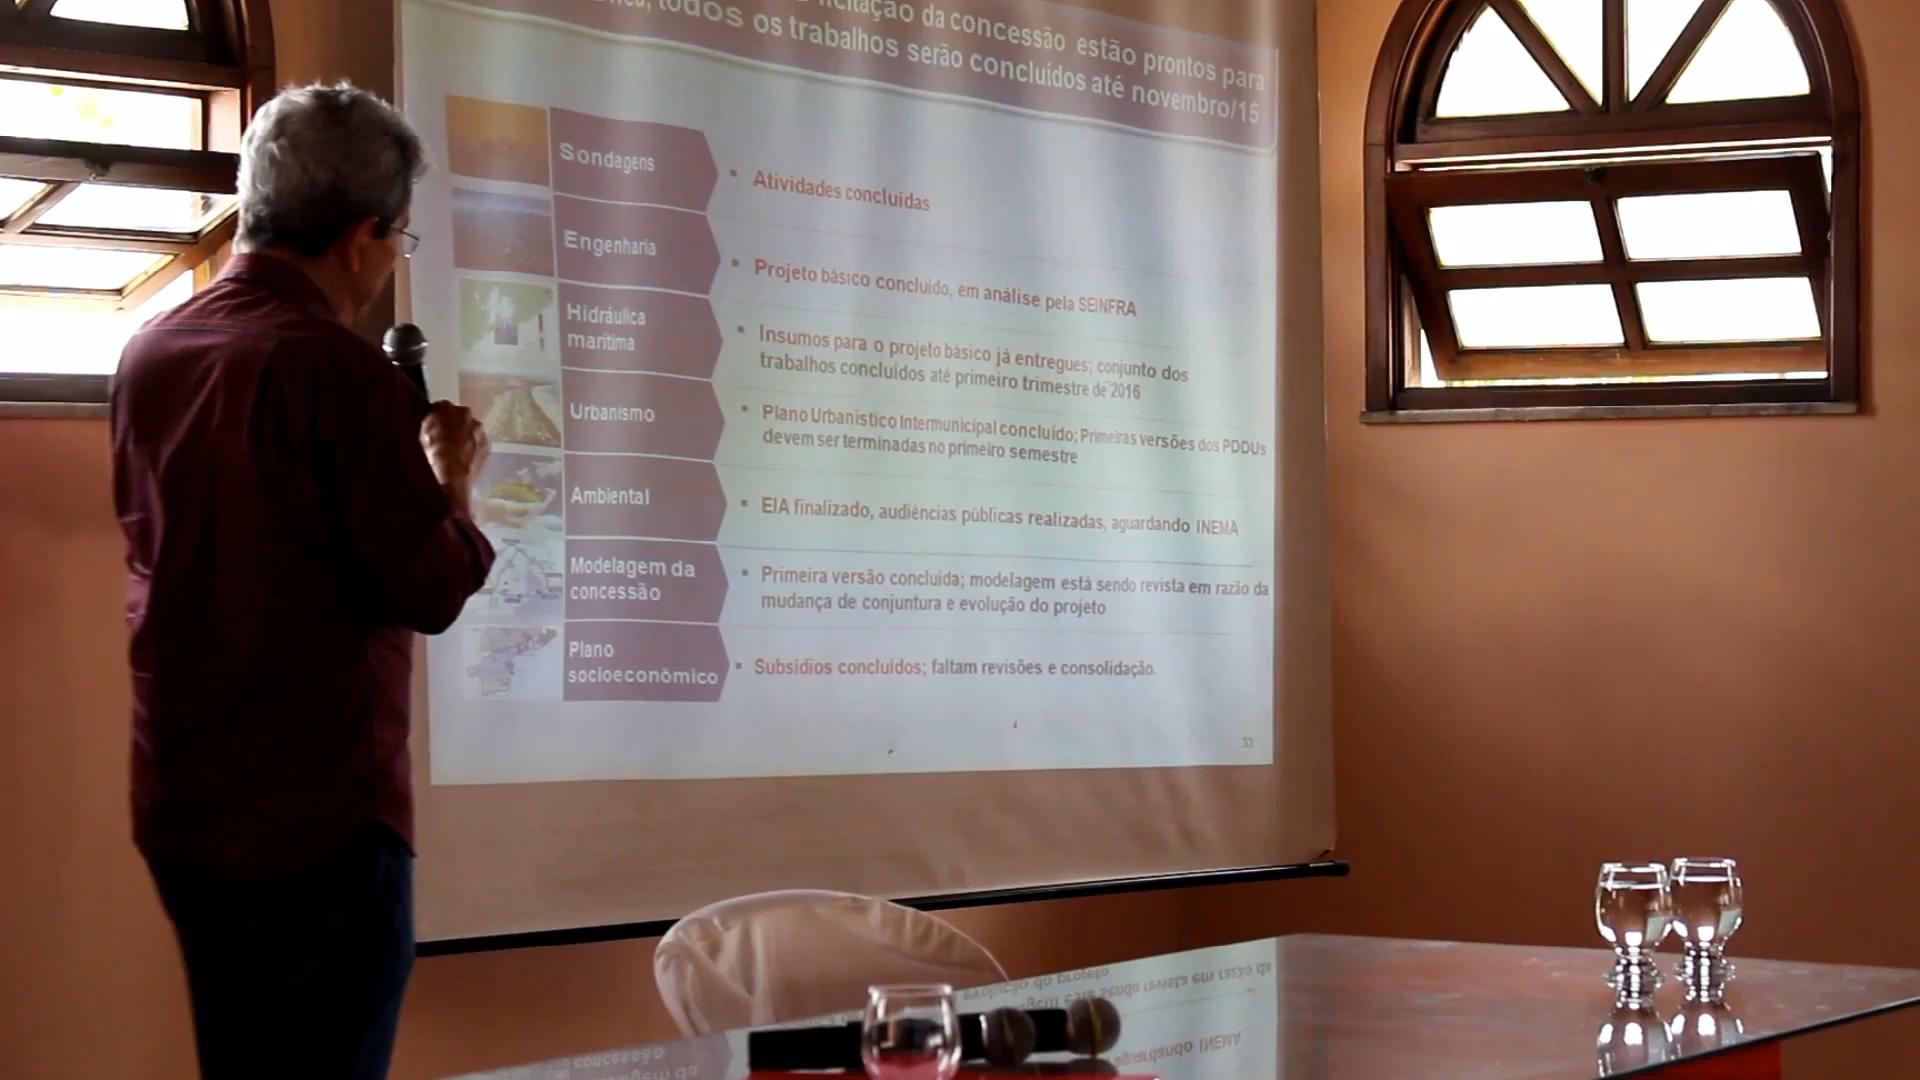 licitação da concessão estão prontos para
todos os trabalhos serão concluídos até novembro/15
Sondagens
▪ Atividades concluídas
Engenharia
▪ Projeto básico concluído, em análise pela SEINFRA
Hidráulica
marítima
▪ Insumos para o projeto básico já entregues; conjunto dos
trabalhos concluídos até primeiro trimestre de 2016
Urbanismo
▪ Plano Urbanístico Intermunicipal concluído; Primeiras versões dos PDDUs
devem ser terminadas no primeiro semestre
Ambiental
▪ EIA finalizado, audiências públicas realizadas, aguardando INEMA
Modelagem da
concessão
▪ Primeira versão concluída; modelagem está sendo revista em razão da
mudança de conjuntura e evolução do projeto
Plano
socioeconômico
▪ Subsídios concluídos; faltam revisões e consolidação.
33